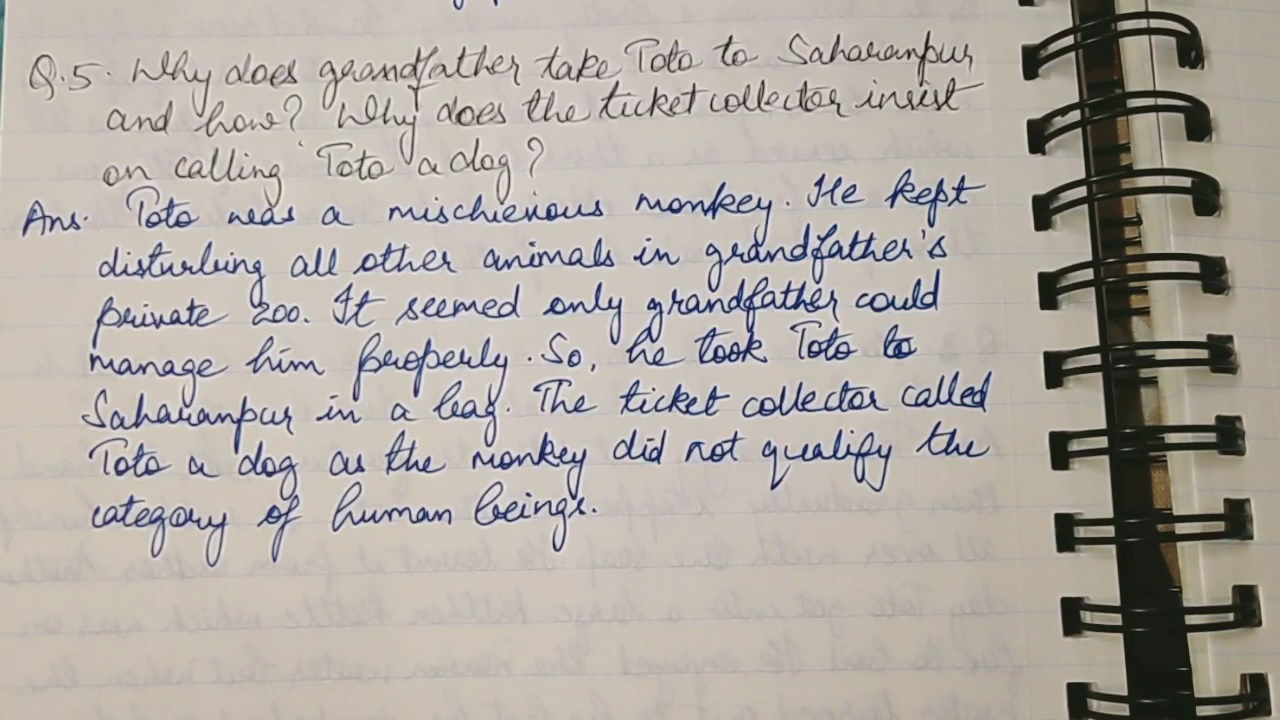 Q.5. Why does grandfather take Toto to Saharanpur
and how? Why does the ticket collector insist
on calling Toto a dog?
Ans. Toto was a mischievous monkey. He kept
disturbing all other animals in grandfather's
private zoo. It seemed only grandfather could
manage him properly. So, he took Toto to
Saharanpur in a bag. The ticket collector called
Toto a dog as the monkey did not qualify the
category of human beings.